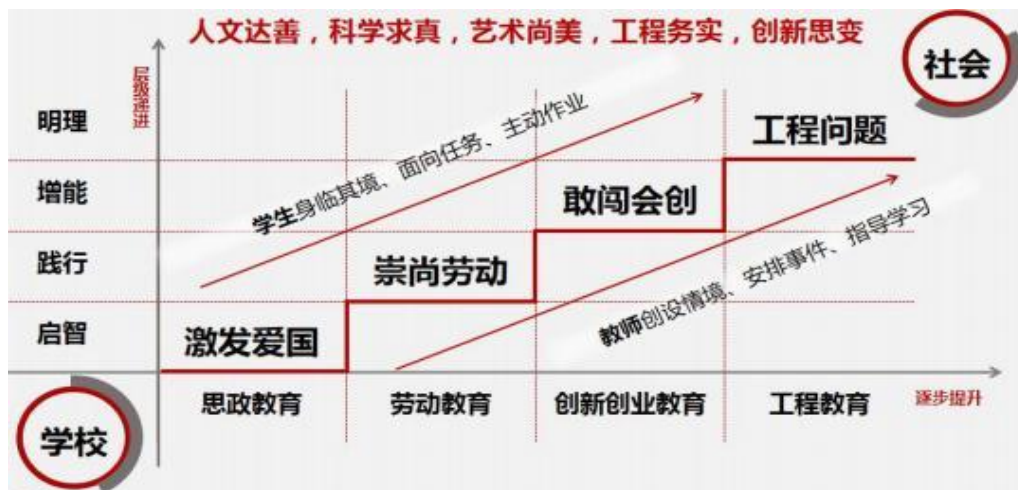 人文达善，科学求真，艺术尚美，工程务实，创新思变
社会
层级递进
明理
工程问题
学生身临其境、面向任务、主动作业
增能
敢闯会创
践行
崇尚劳动
教师创设情境、安排事件、指导学习
启智
激发爱国
思政教育
劳动教育
创新创业教育
工程教育
逐步提升
学校